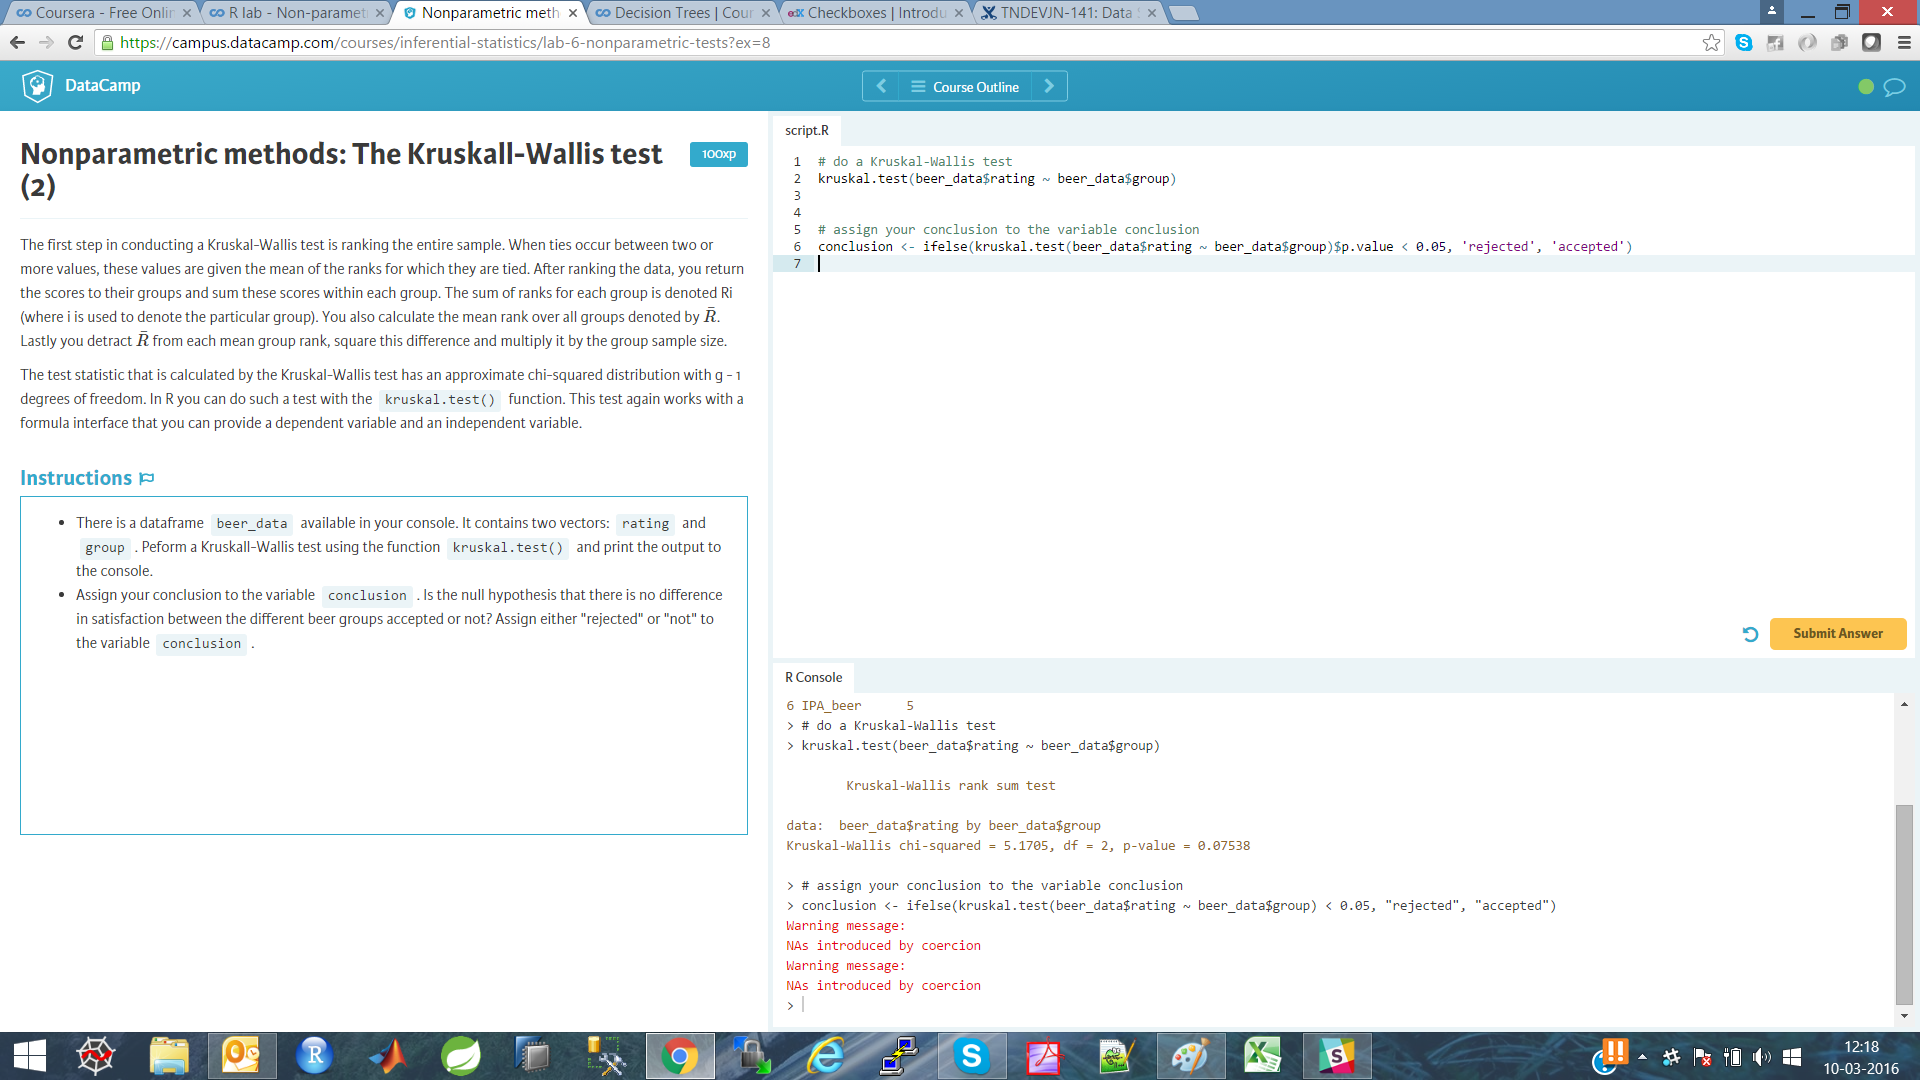 Coursera - Free Onlin
R lab - Non-paramet
Nonparametric meth
Decision Trees | Cour
edX Checkboxes | Introdu
TNDEVJN-141: Data
https://campus.datacamp.com/courses/inferential-statistics/lab-6-nonparametric-tests?ex=8
DataCamp
Course Outline
Nonparametric methods: The Kruskall-Wallis test
(2)
100xp
The first step in conducting a Kruskal-Wallis test is ranking the entire sample. When ties occur between two or
more values, these values are given the mean of the ranks for which they are tied. After ranking the data, you return
the scores to their groups and sum these scores within each group. The sum of ranks for each group is denoted Ri
(where i is used to denote the particular group). You also calculate the mean rank over all groups denoted by R̄.
Lastly you detract R̄ from each mean group rank, square this difference and multiply it by the group sample size.
The test statistic that is calculated by the Kruskal-Wallis test has an approximate chi-squared distribution with g - 1
degrees of freedom. In R you can do such a test with the kruskal.test() function. This test again works with a
formula interface that you can provide a dependent variable and an independent variable.
Instructions
• There is a dataframe beer_data available in your console. It contains two vectors: rating and
group . Peform a Kruskall-Wallis test using the function kruskal.test() and print the output to
the console.
• Assign your conclusion to the variable conclusion . Is the null hypothesis that there is no difference
in satisfaction between the different beer groups accepted or not? Assign either "rejected" or "not" to
the variable conclusion .
script.R
1 # do a Kruskal-Wallis test
2 kruskal.test(beer_data$rating ~ beer_data$group)
3
4
5 # assign your conclusion to the variable conclusion
6 conclusion <- ifelse(kruskal.test(beer_data$rating ~ beer_data$group)$p.value < 0.05, 'rejected', 'accepted')
7
Submit Answer
R Console
6 IPA_beer 5
> # do a Kruskal-Wallis test
> kruskal.test(beer_data$rating ~ beer_data$group)
Kruskal-Wallis rank sum test
data: beer_data$rating by beer_data$group
Kruskal-Wallis chi-squared = 5.1705, df = 2, p-value = 0.07538
> # assign your conclusion to the variable conclusion
> conclusion <- ifelse(kruskal.test(beer_data$rating ~ beer_data$group) < 0.05, "rejected", "accepted")
Warning message:
NAs introduced by coercion
Warning message:
NAs introduced by coercion
>
12:18
10-03-2016